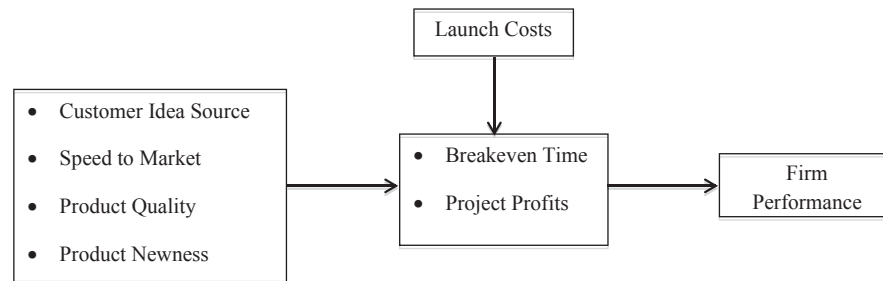 Launch Costs
• Customer Idea Source
• Speed to Market
• Product Quality
• Product Newness
• Breakeven Time
• Project Profits
Firm
Performance